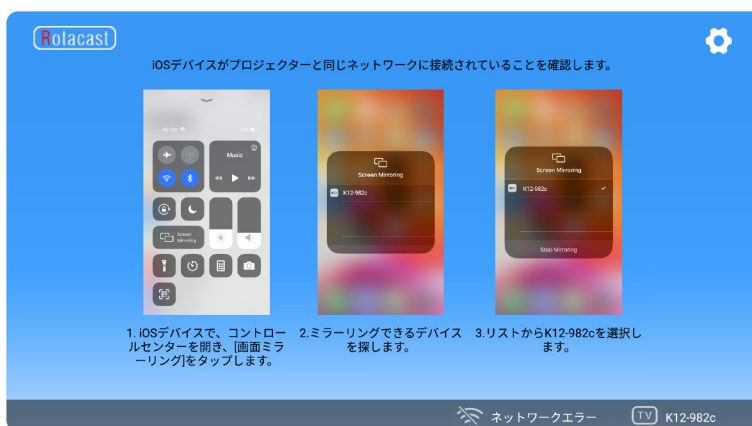 Rotacast
iOSデバイスがプロジェクターと同じネットワークに接続されていることを確認します。
Music
Screen
Mirroring
Screen Mirroring
K12-982c
Screen Mirroring
K12-982c
Stop Mirroring
1. iOSデバイスで、コントロー
ルセンターを開き、[画面ミラ
ーリング]をタップします。
2.ミラーリングできるデバイス
を探します。
3.リストからK12-982cを選択し
ます。
ネットワークエラー
TV
K12-982c